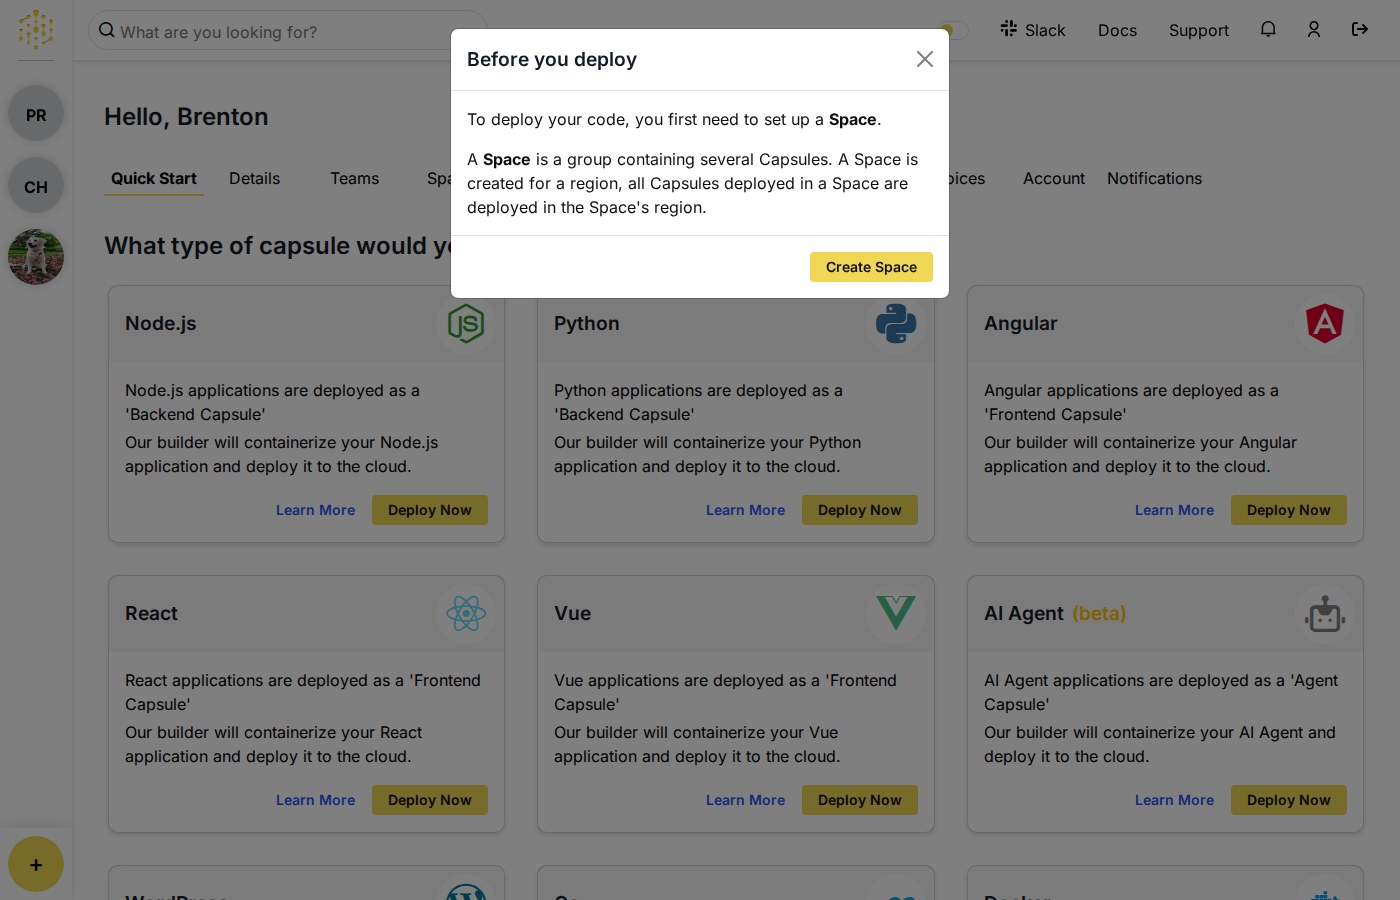 What are you looking for?
Slack
Docs
Support
PR
CH
+
Hello, Brenton
Quick Start
Details
Teams
Account
Notifications
What type of capsule would
Before you deploy
To deploy your code, you first need to set up a Space.
A Space is a group containing several Capsules. A Space is
created for a region, all Capsules deployed in a Space are
deployed in the Space's region.
Create Space
Node.js
Node.js applications are deployed as a
'Backend Capsule'
Our builder will containerize your Node.js
application and deploy it to the cloud.
Learn More
Deploy Now
Python
Python applications are deployed as a
'Backend Capsule'
Our builder will containerize your Python
application and deploy it to the cloud.
Learn More
Deploy Now
Angular
Angular applications are deployed as a
'Frontend Capsule'
Our builder will containerize your Angular
application and deploy it to the cloud.
Learn More
Deploy Now
React
React applications are deployed as a 'Frontend
Capsule'
Our builder will containerize your React
application and deploy it to the cloud.
Learn More
Deploy Now
Vue
Vue applications are deployed as a 'Frontend
Capsule'
Our builder will containerize your Vue
application and deploy it to the cloud.
Learn More
Deploy Now
AI Agent (beta)
AI Agent applications are deployed as a 'Agent
Capsule'
Our builder will containerize your AI Agent and
deploy it to the cloud.
Learn More
Deploy Now
WordPress
Docker